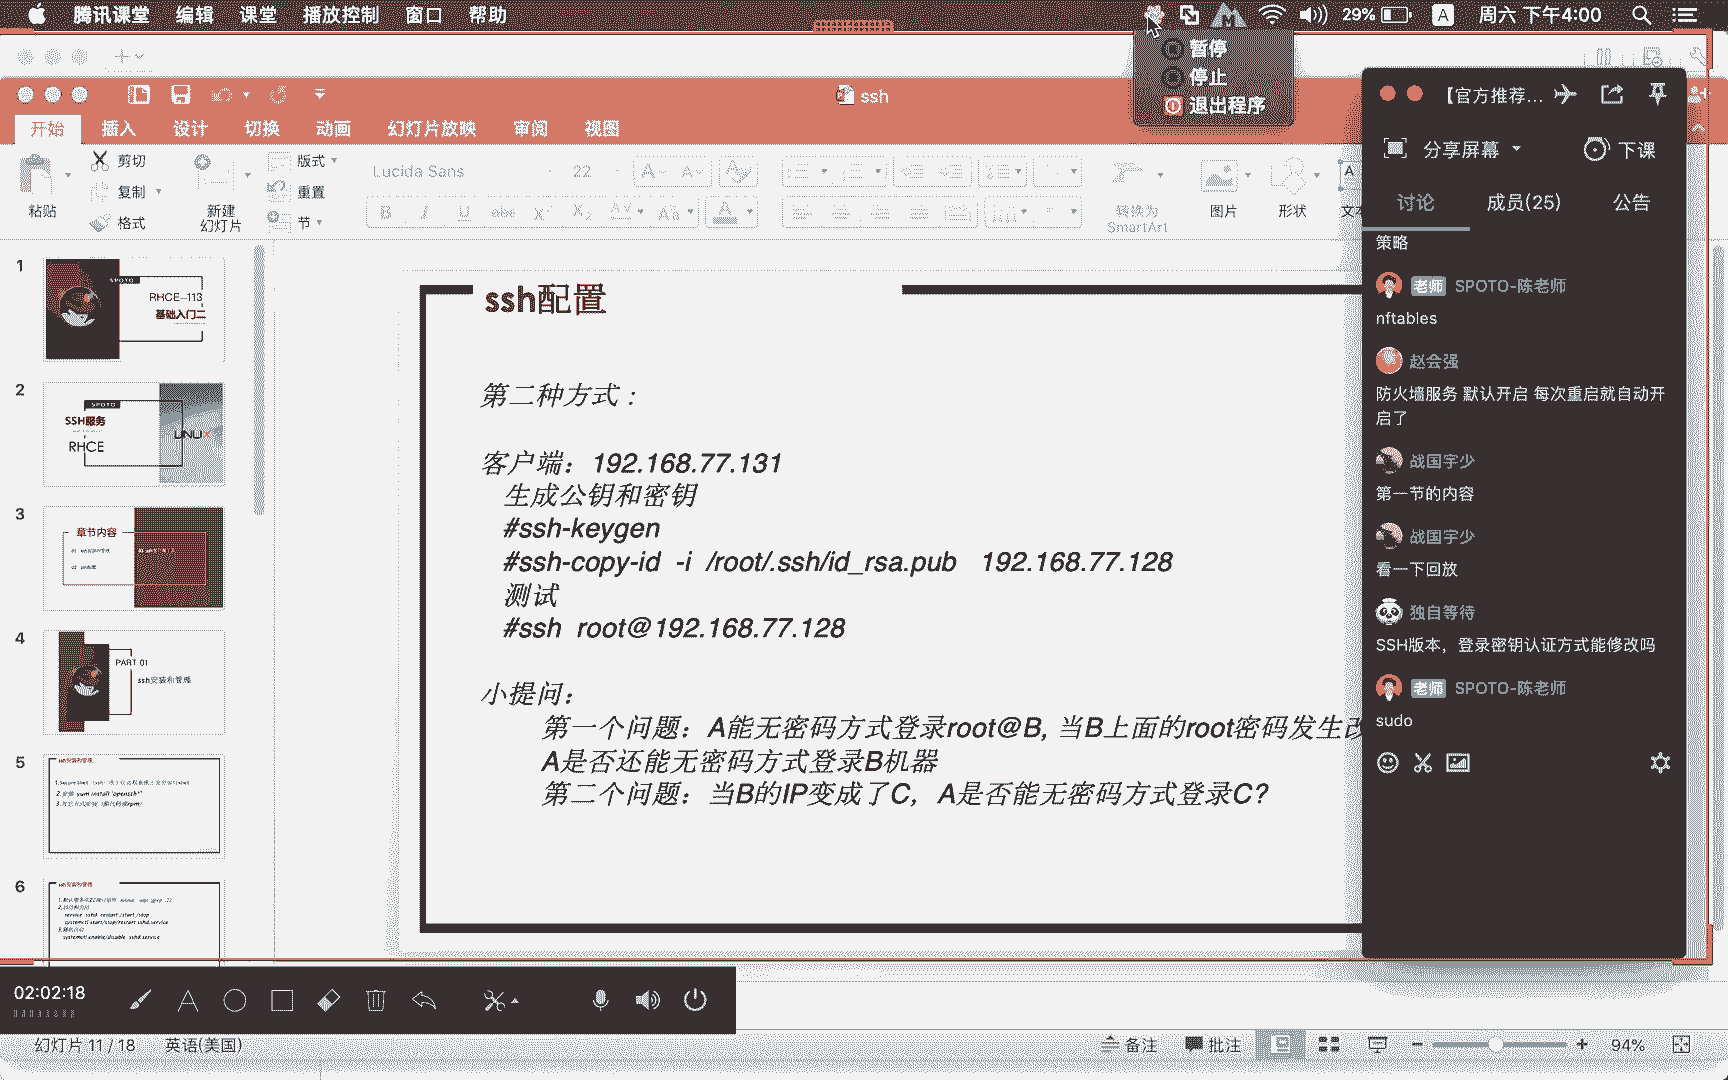 腾讯课堂 编辑 课堂 播放控制 窗口 帮助
29% A 周六 下午4:00
暂停
停止
退出程序
ssh
开始 插入 设计 切换 动画 幻灯片放映 审阅 视图
粘贴
剪切
复制
格式
新建
幻灯片
版式
重置
节
Lucida Sans 22
转换为
SmartArt
图片
形状
1
SPOTO
RHCE-113
基础入门二
2
SPOTO
SSH服务
RHCE
LINUX
3
章节内容
4
PART 01
ssh安装和管理
5
6
ssh配置
第二种方式：
客户端：192.168.77.131
生成公钥和密钥
#ssh-keygen
#ssh-copy-id -i /root/.ssh/id_rsa.pub 192.168.77.128
测试
#ssh root@192.168.77.128
小提问：
第一个问题：A能无密码方式登录root@B, 当B上面的root密码发生改
A是否还能无密码方式登录B机器
第二个问题：当B的IP变成了C，A是否能无密码方式登录C?
【官方推荐...
分享屏幕 下课
讨论 成员(25) 公告
策略
老师 SPOTO-陈老师
nftables
赵会强
防火墙服务 默认开启 每次重启就自动开
启了
战国宇少
第一节的内容
战国宇少
看一下回放
独自等待
SSH版本，登录密钥认证方式能修改吗
老师 SPOTO-陈老师
sudo
02:02:18
幻灯片 11 / 18 英语(美国)
备注 批注 94%